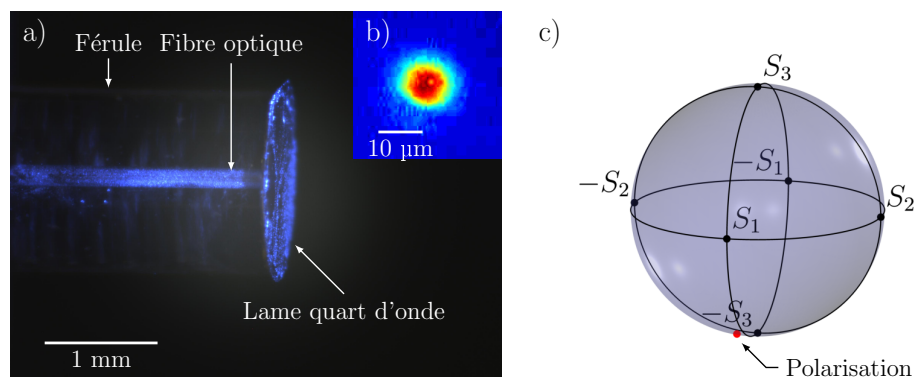 a)
Férule
Fibre optique
Lame quart d'onde
1 mm
b)
10 µm
c)
S3
-S1
-S2
S2
S1
-S3
Polarisation